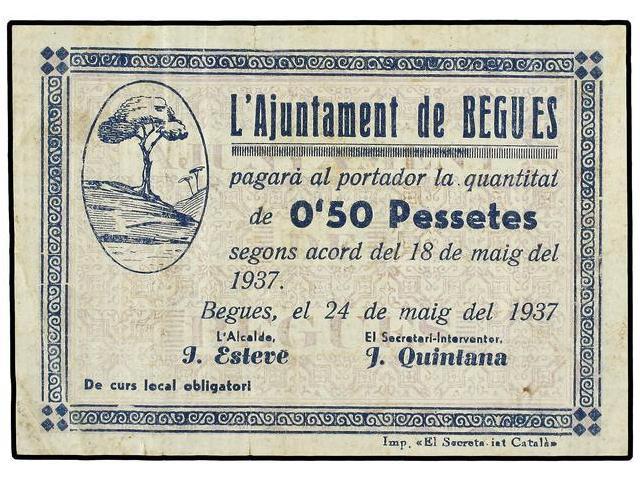 L'Ajuntament de BEGUES
pagarà al portador la quantitat
de 0'50 Pessetes
segons acord del 18 de maig del
1937.
Begues, el 24 de maig del 1937
L'Alcalde, El Secretari-Interventor,
J. Esteve J. Quintana
De curs local obligatori
Imp. «El Secreta iat Català»